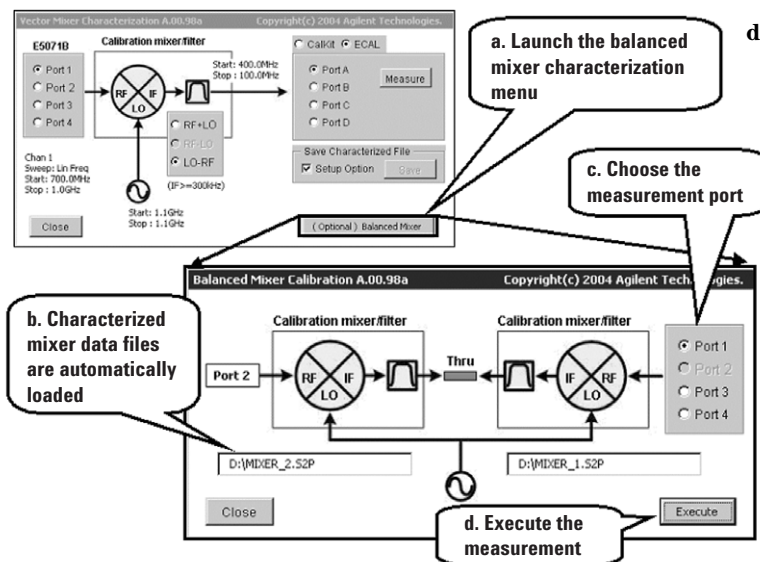 Vector Mixer Characterization A.00.98a Copyright(c) 2004 Agilent Technologies.
E5071B
Port 1
Port 2
Port 3
Port 4
Chan 1
Sweep: Lin Freq
Start: 700.0MHz
Stop : 1.0GHz
Close
Calibration mixer/filter
RF IF
LO
Start: 400.0MHz
Stop : 100.0MHz
RF+LO
RF-LO
LO-RF
(IF>=300kHz)
Start: 1.1GHz
Stop : 1.1GHz
CalKit ECAL
Port A
Port B
Port C
Port D
Measure
Save Characterized File
Setup Option Save
( Optional ) Balanced Mixer
a. Launch the balanced
mixer characterization
menu
d
c. Choose the
measurement port
Balanced Mixer Calibration A.00.98a Copyright(c) 2004 Agilent Technologies.
b. Characterized
mixer data files
are automatically
loaded
Calibration mixer/filter
Port 2
RF IF
LO
Thru
Calibration mixer/filter
IF RF
LO
Port 1
Port 2
Port 3
Port 4
D:\MIXER_2.S2P
D:\MIXER_1.S2P
Close
d. Execute the
measurement
Execute